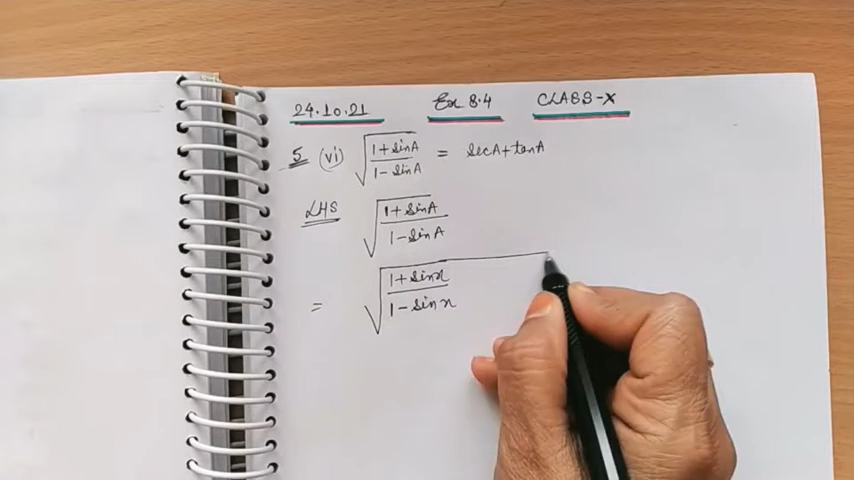 24.10.21 Ex 8.4 CLASS-X
5 (vi) √(1+sinA / 1-sinA) = secA+tanA
LHS √(1+sinA / 1-sinA)
= √(1+sinx / 1-sinx)